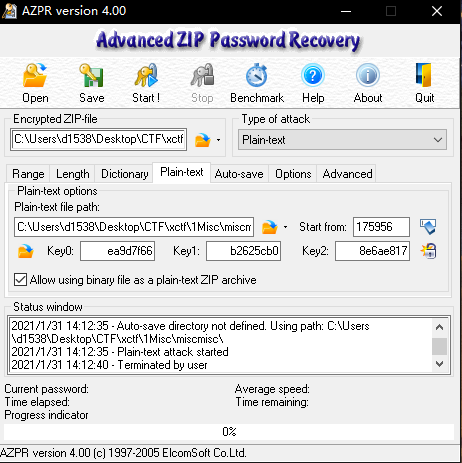 AZPR version 4.00
Advanced ZIP Password Recovery
Open Save Start ! Stop Benchmark Help About Quit
Encrypted ZIP-file Type of attack
C:\Users\d1538\Desktop\CTF\xctf Plain-text
Range Length Dictionary Plain-text Auto-save Options Advanced
Plain-text options
Plain-text file path:
C:\Users\d1538\Desktop\CTF\xctf\1Misc\miscm Start from: 175956
Key0: ea9d7f66 Key1: b2625cb0 Key2: 8e6ae817
Allow using binary file as a plain-text ZIP archive
Status window
2021/1/31 14:12:35 - Auto-save directory not defined. Using path: C:\Users
\d1538\Desktop\CTF\xctf\1Misc\miscmisc\
2021/1/31 14:12:35 - Plain-text attack started
2021/1/31 14:12:40 - Terminated by user
Current password: Average speed:
Time elapsed: Time remaining:
Progress indicator
0%
AZPR version 4.00 (c) 1997-2005 ElcomSoft Co.Ltd.